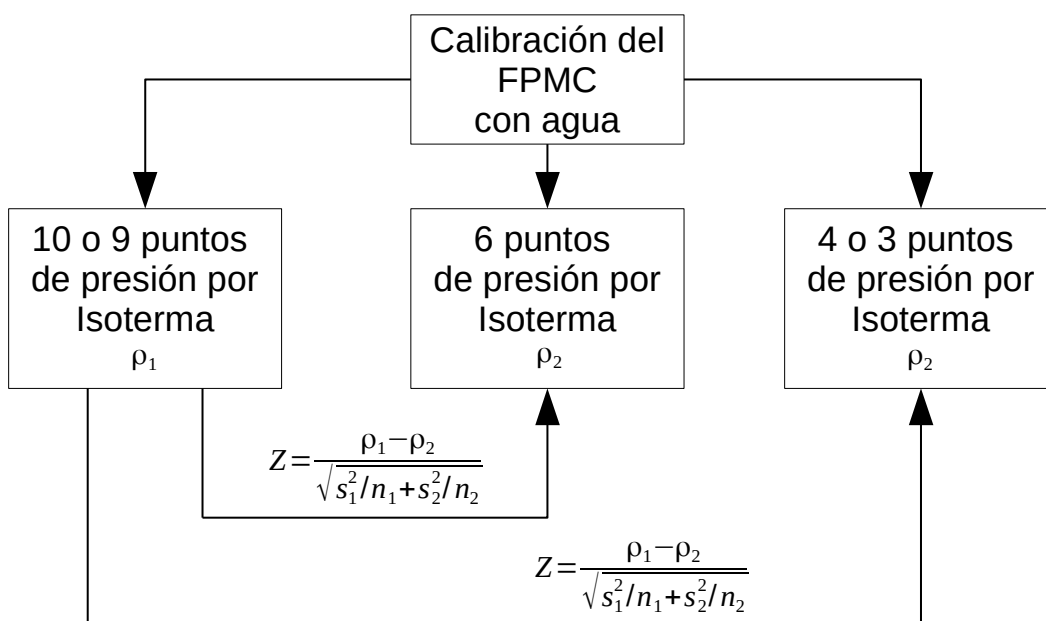 Calibración del
FPMC
con agua
10 o 9 puntos
de presión por
Isoterma
ρ₁
6 puntos
de presión por
Isoterma
ρ₂
4 o 3 puntos
de presión por
Isoterma
ρ₂
Z=(ρ₁−ρ₂)/√(s₁²/n₁+s₂²/n₂)
Z=(ρ₁−ρ₂)/√(s₁²/n₁+s₂²/n₂)